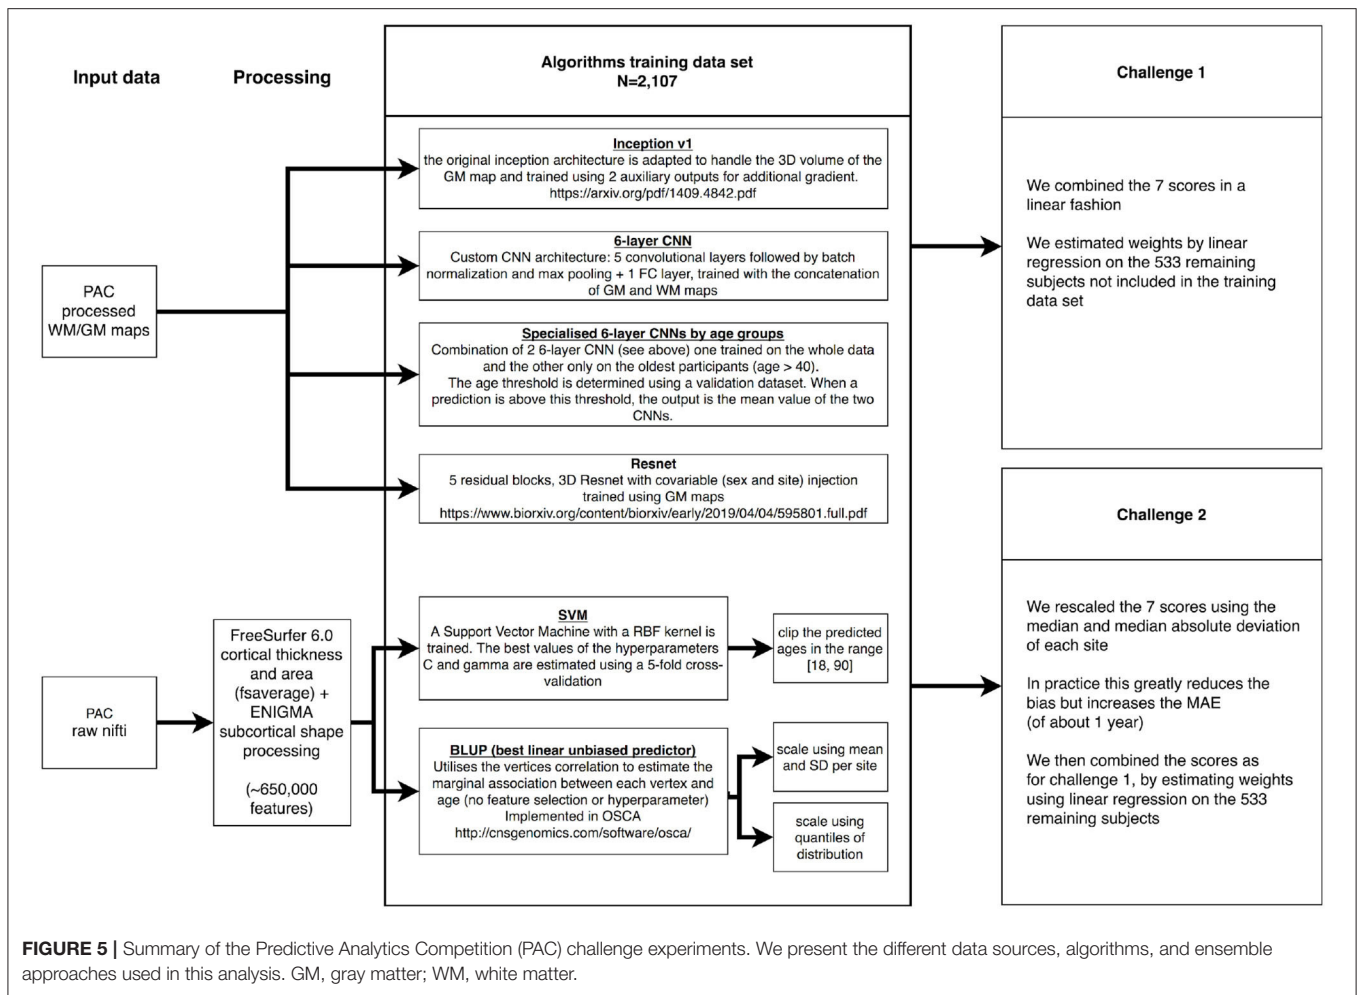 Input data
Processing
Algorithms training data set
N=2,107
Challenge 1
Inception v1
the original inception architecture is adapted to handle the 3D volume of the
GM map and trained using 2 auxiliary outputs for additional gradient.
https://arxiv.org/pdf/1409.4842.pdf
6-layer CNN
Custom CNN architecture: 5 convolutional layers followed by batch
normalization and max pooling + 1 FC layer, trained with the concatenation
of GM and WM maps
PAC
processed
WM/GM maps
Specialised 6-layer CNNs by age groups
Combination of 2 6-layer CNN (see above) one trained on the whole data
and the other only on the oldest participants (age > 40).
The age threshold is determined using a validation dataset. When a
prediction is above this threshold, the output is the mean value of the two
CNNs.
Resnet
5 residual blocks, 3D Resnet with covariable (sex and site) injection
trained using GM maps
https://www.biorxiv.org/content/biorxiv/early/2019/04/04/595801.full.pdf
We combined the 7 scores in a
linear fashion
We estimated weights by linear
regression on the 533 remaining
subjects not included in the training
data set
PAC
raw nifti
FreeSurfer 6.0
cortical thickness
and area
(fsaverage) +
ENIGMA
subcortical shape
processing
(~650,000
features)
SVM
A Support Vector Machine with a RBF kernel is
trained. The best values of the hyperparameters
C and gamma are estimated using a 5-fold cross-
validation
clip the predicted
ages in the range
[18, 90]
BLUP (best linear unbiased predictor)
Utilises the vertices correlation to estimate the
marginal association between each vertex and
age (no feature selection or hyperparameter)
Implemented in OSCA
http://cnsgenomics.com/software/osca/
scale using mean
and SD per site
scale using
quantiles of
distribution
Challenge 2
We rescaled the 7 scores using the
median and median absolute deviation
of each site
In practice this greatly reduces the
bias but increases the MAE
(of about 1 year)
We then combined the scores as
for challenge 1, by estimating weights
using linear regression on the 533
remaining subjects
FIGURE 5 | Summary of the Predictive Analytics Competition (PAC) challenge experiments. We present the different data sources, algorithms, and ensemble
approaches used in this analysis. GM, gray matter; WM, white matter.